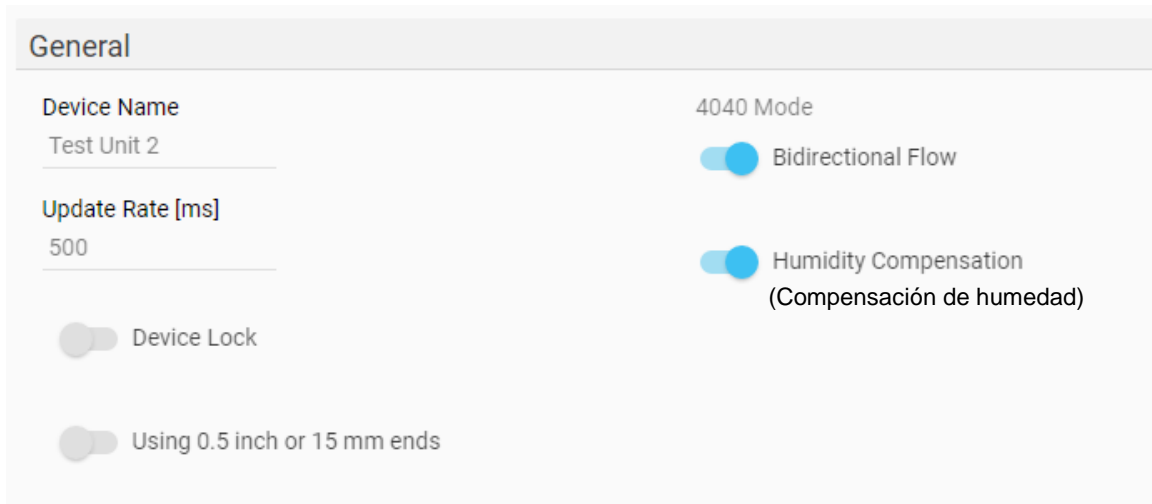 General
Device Name
Test Unit 2
Update Rate [ms]
500
Device Lock
Using 0.5 inch or 15 mm ends
4040 Mode
Bidirectional Flow
Humidity Compensation
(Compensación de humedad)